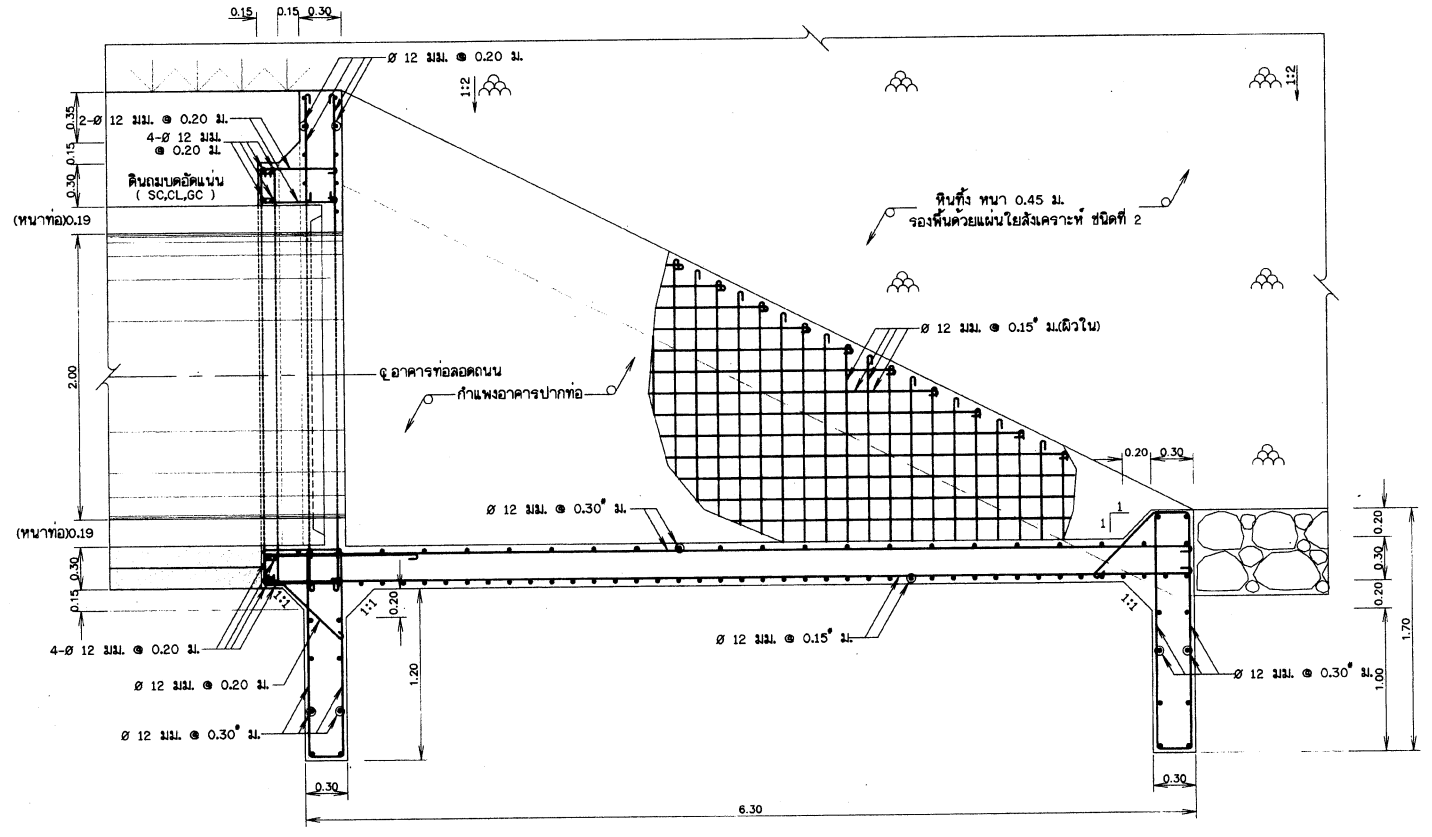 0.15
0.15
0.30
Ø 12 มม. @ 0.20 ม.
1:2
1:2
0.35
2-Ø 12 มม. @ 0.20 ม.
4-Ø 12 มม.
@ 0.20 ม.
0.15
0.30
ดินถมบดอัดแน่น
( SC,CL,GC )
(หนาท่อ)0.19
หินทิ้ง หนา 0.45 ม.
รองพื้นด้วยแผ่นใยสังเคราะห์ ชนิดที่ 2
Ø 12 มม. @ 0.15# ม.(ผิวใน)
2.00
℄ อาคารท่อลอดถนน
กำแพงอาคารปากท่อ
0.20
0.30
Ø 12 มม. @ 0.30# ม.
1
1
(หนาท่อ)0.19
0.20
0.30
0.30
0.15
1:1
1:1
0.20
1:1
0.20
4-Ø 12 มม. @ 0.20 ม.
Ø 12 มม. @ 0.15# ม.
1.70
1.20
1.00
Ø 12 มม. @ 0.20 ม.
Ø 12 มม. @ 0.30# ม.
Ø 12 มม. @ 0.30# ม.
0.30
0.30
6.30